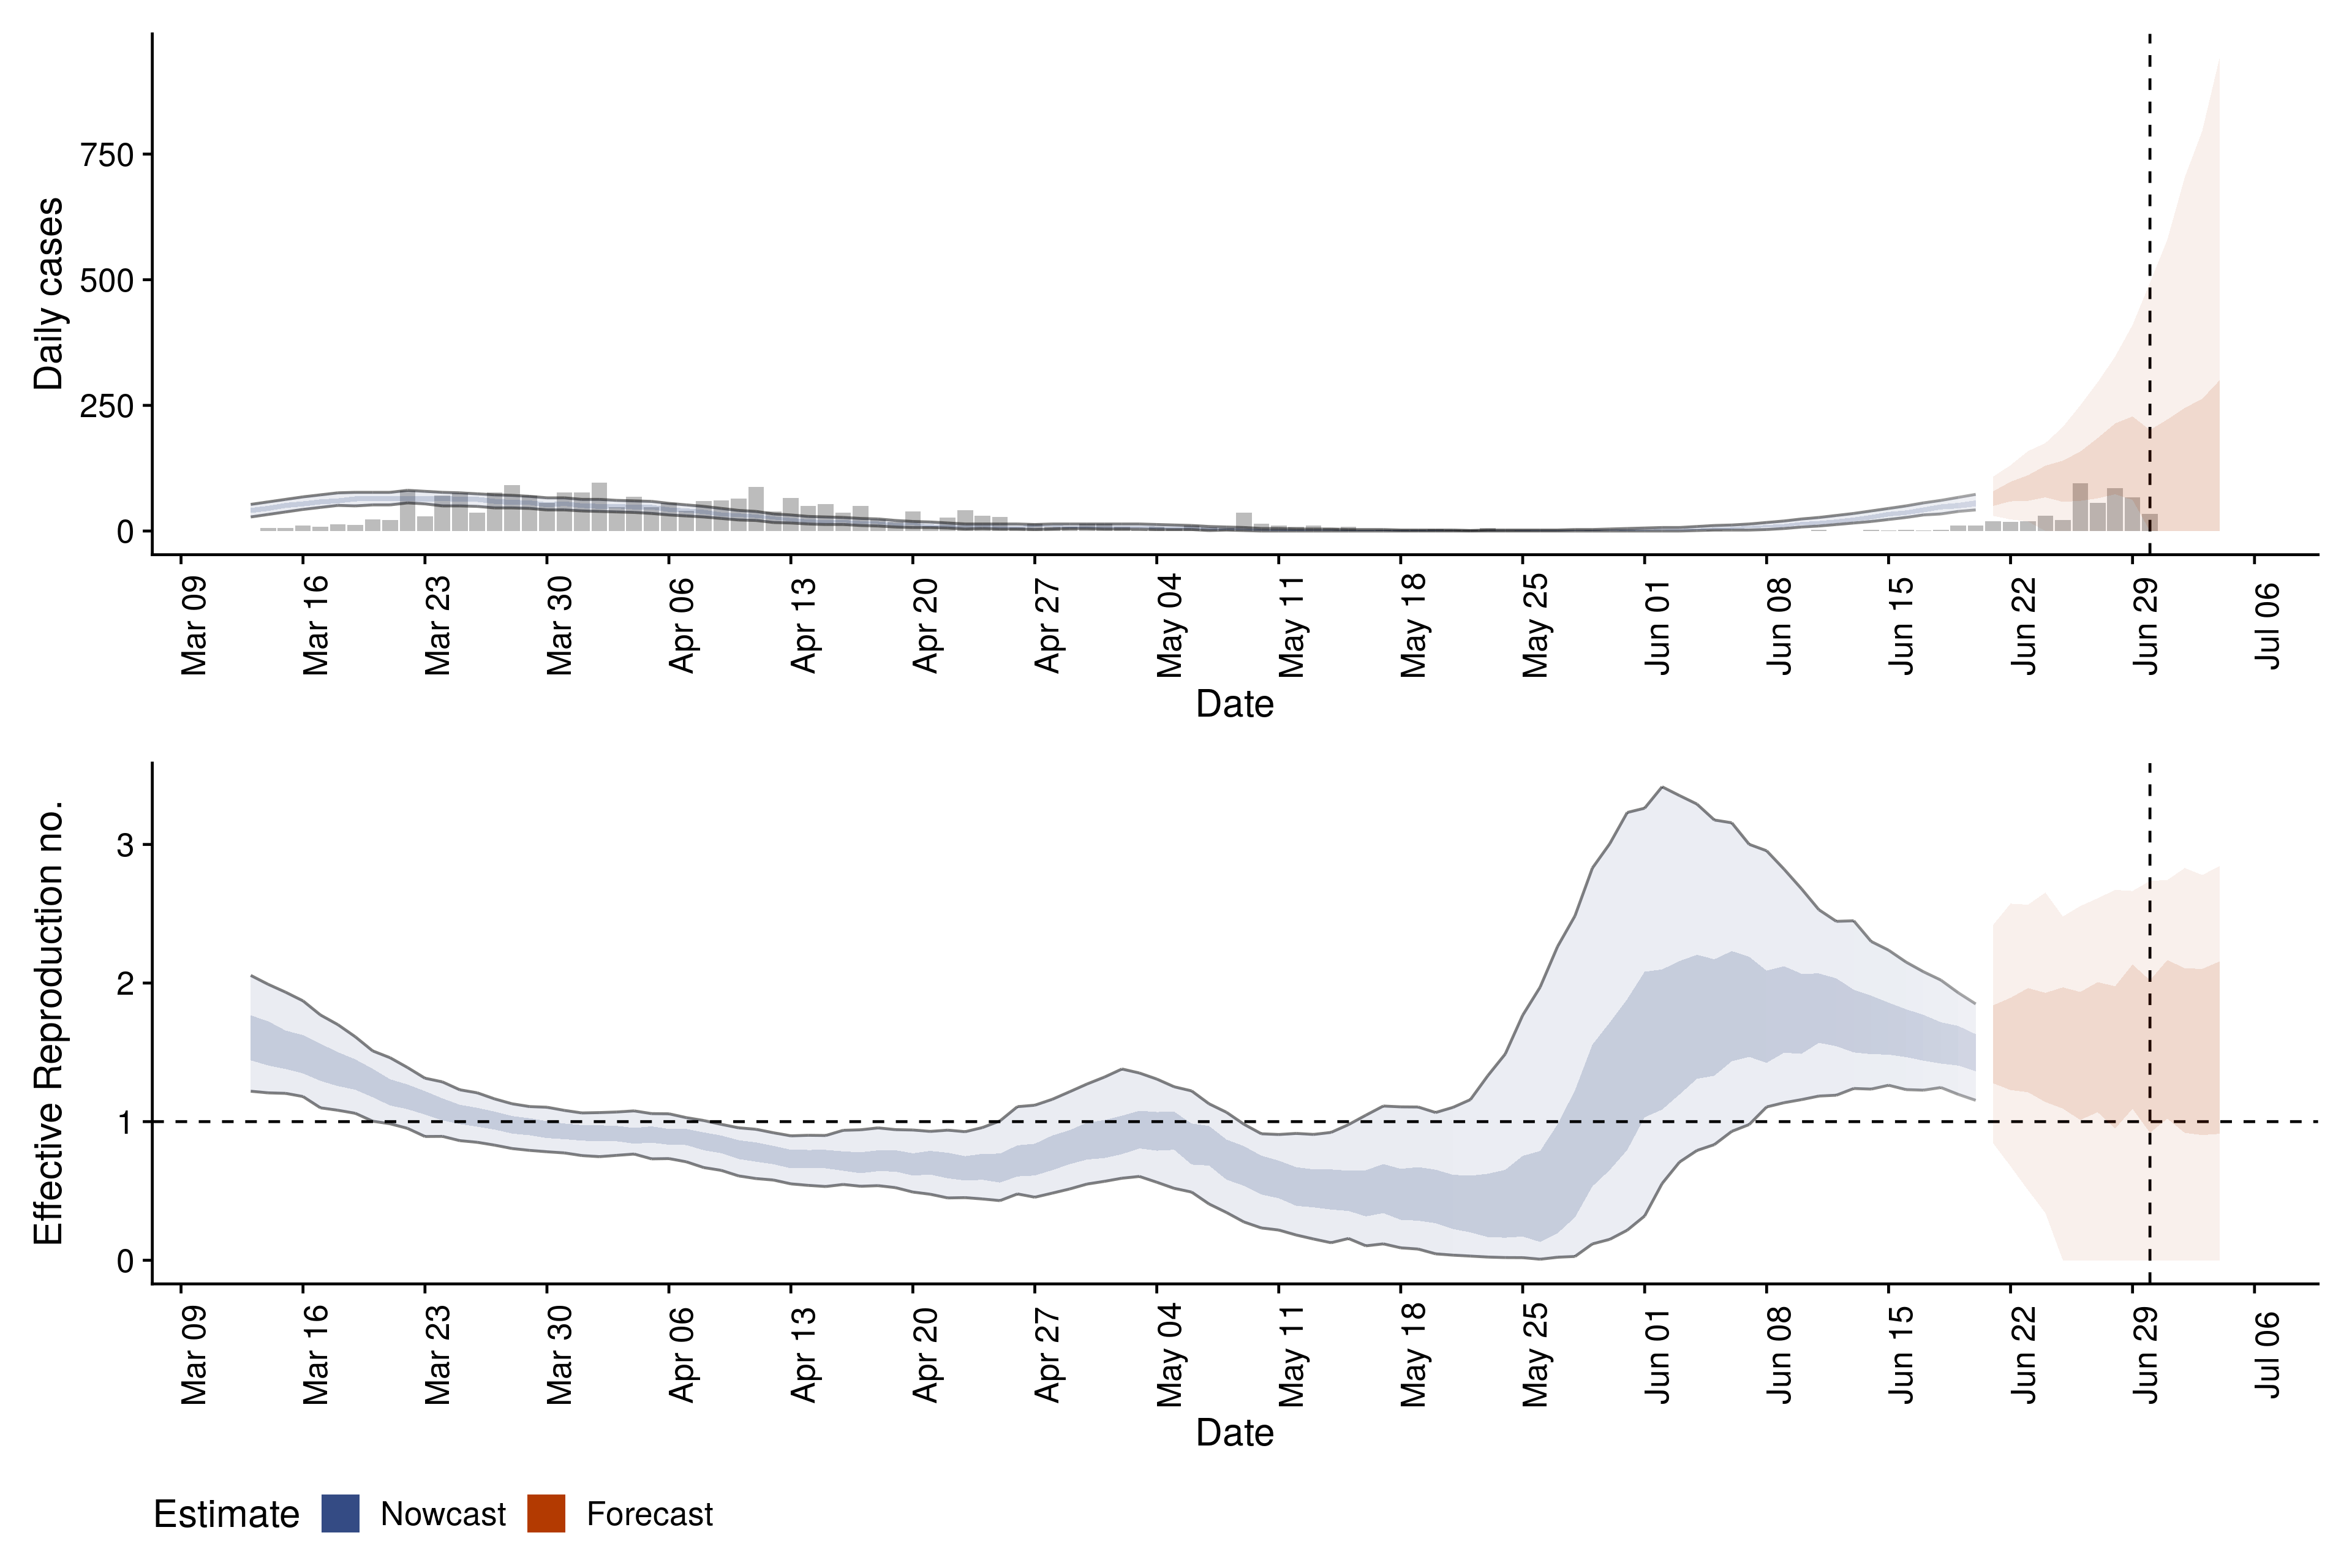 Daily cases
750
500
250
0
Mar 09
Mar 16
Mar 23
Mar 30
Apr 06
Apr 13
Apr 20
Apr 27
May 04
May 11
May 18
May 25
Jun 01
Jun 08
Jun 15
Jun 22
Jun 29
Jul 06
Date
Effective Reproduction no.
3
2
1
0
Mar 09
Mar 16
Mar 23
Mar 30
Apr 06
Apr 13
Apr 20
Apr 27
May 04
May 11
May 18
May 25
Jun 01
Jun 08
Jun 15
Jun 22
Jun 29
Jul 06
Date
Estimate Nowcast Forecast